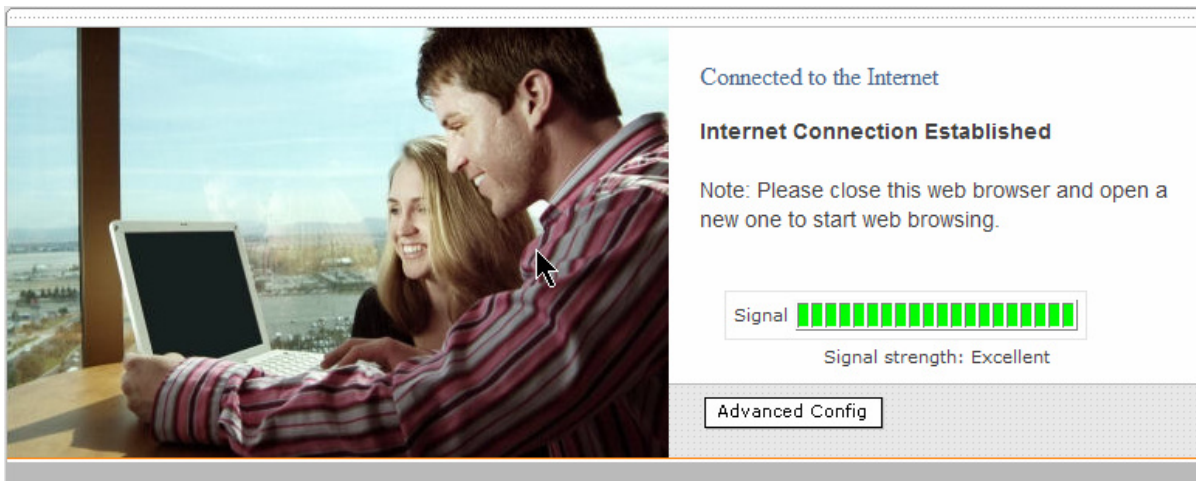 Connected to the Internet
Internet Connection Established
Note: Please close this web browser and open a
new one to start web browsing.
Signal
Signal strength: Excellent
Advanced Config